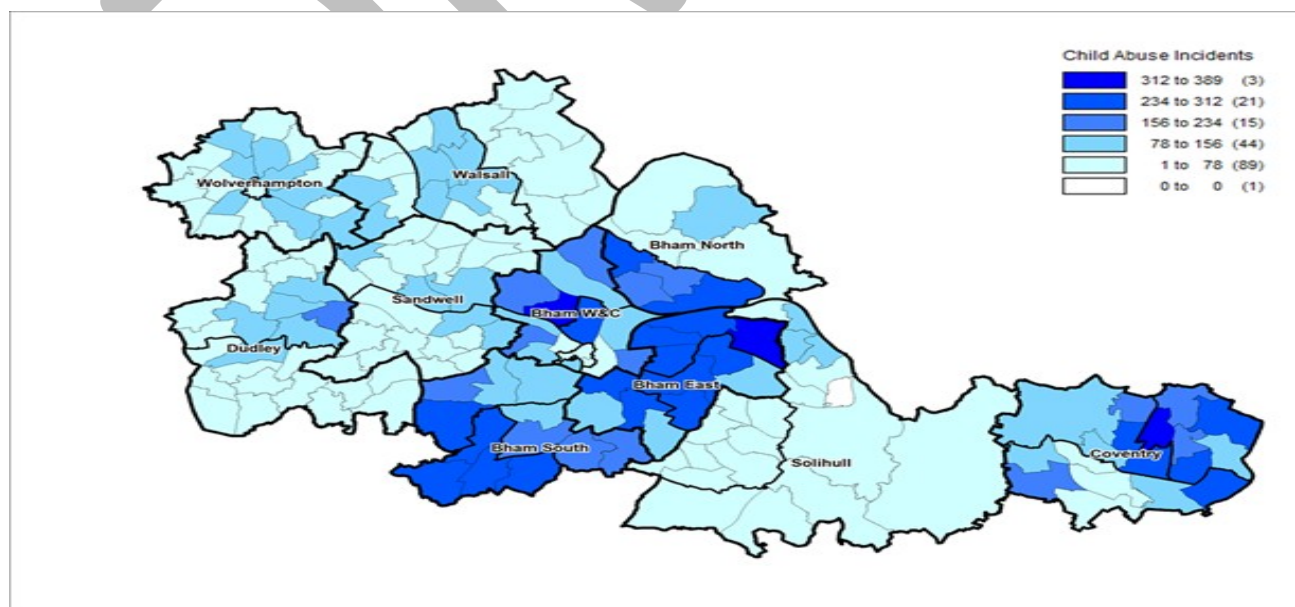 Child Abuse Incidents
312 to 389 (3)
234 to 312 (21)
156 to 234 (15)
78 to 156 (44)
1 to 78 (89)
0 to 0 (1)
Wolverhampton
Walsall
Bham North
Sandwell
Bham W&C
Dudley
Bham East
Bham South
Solihull
Coventry